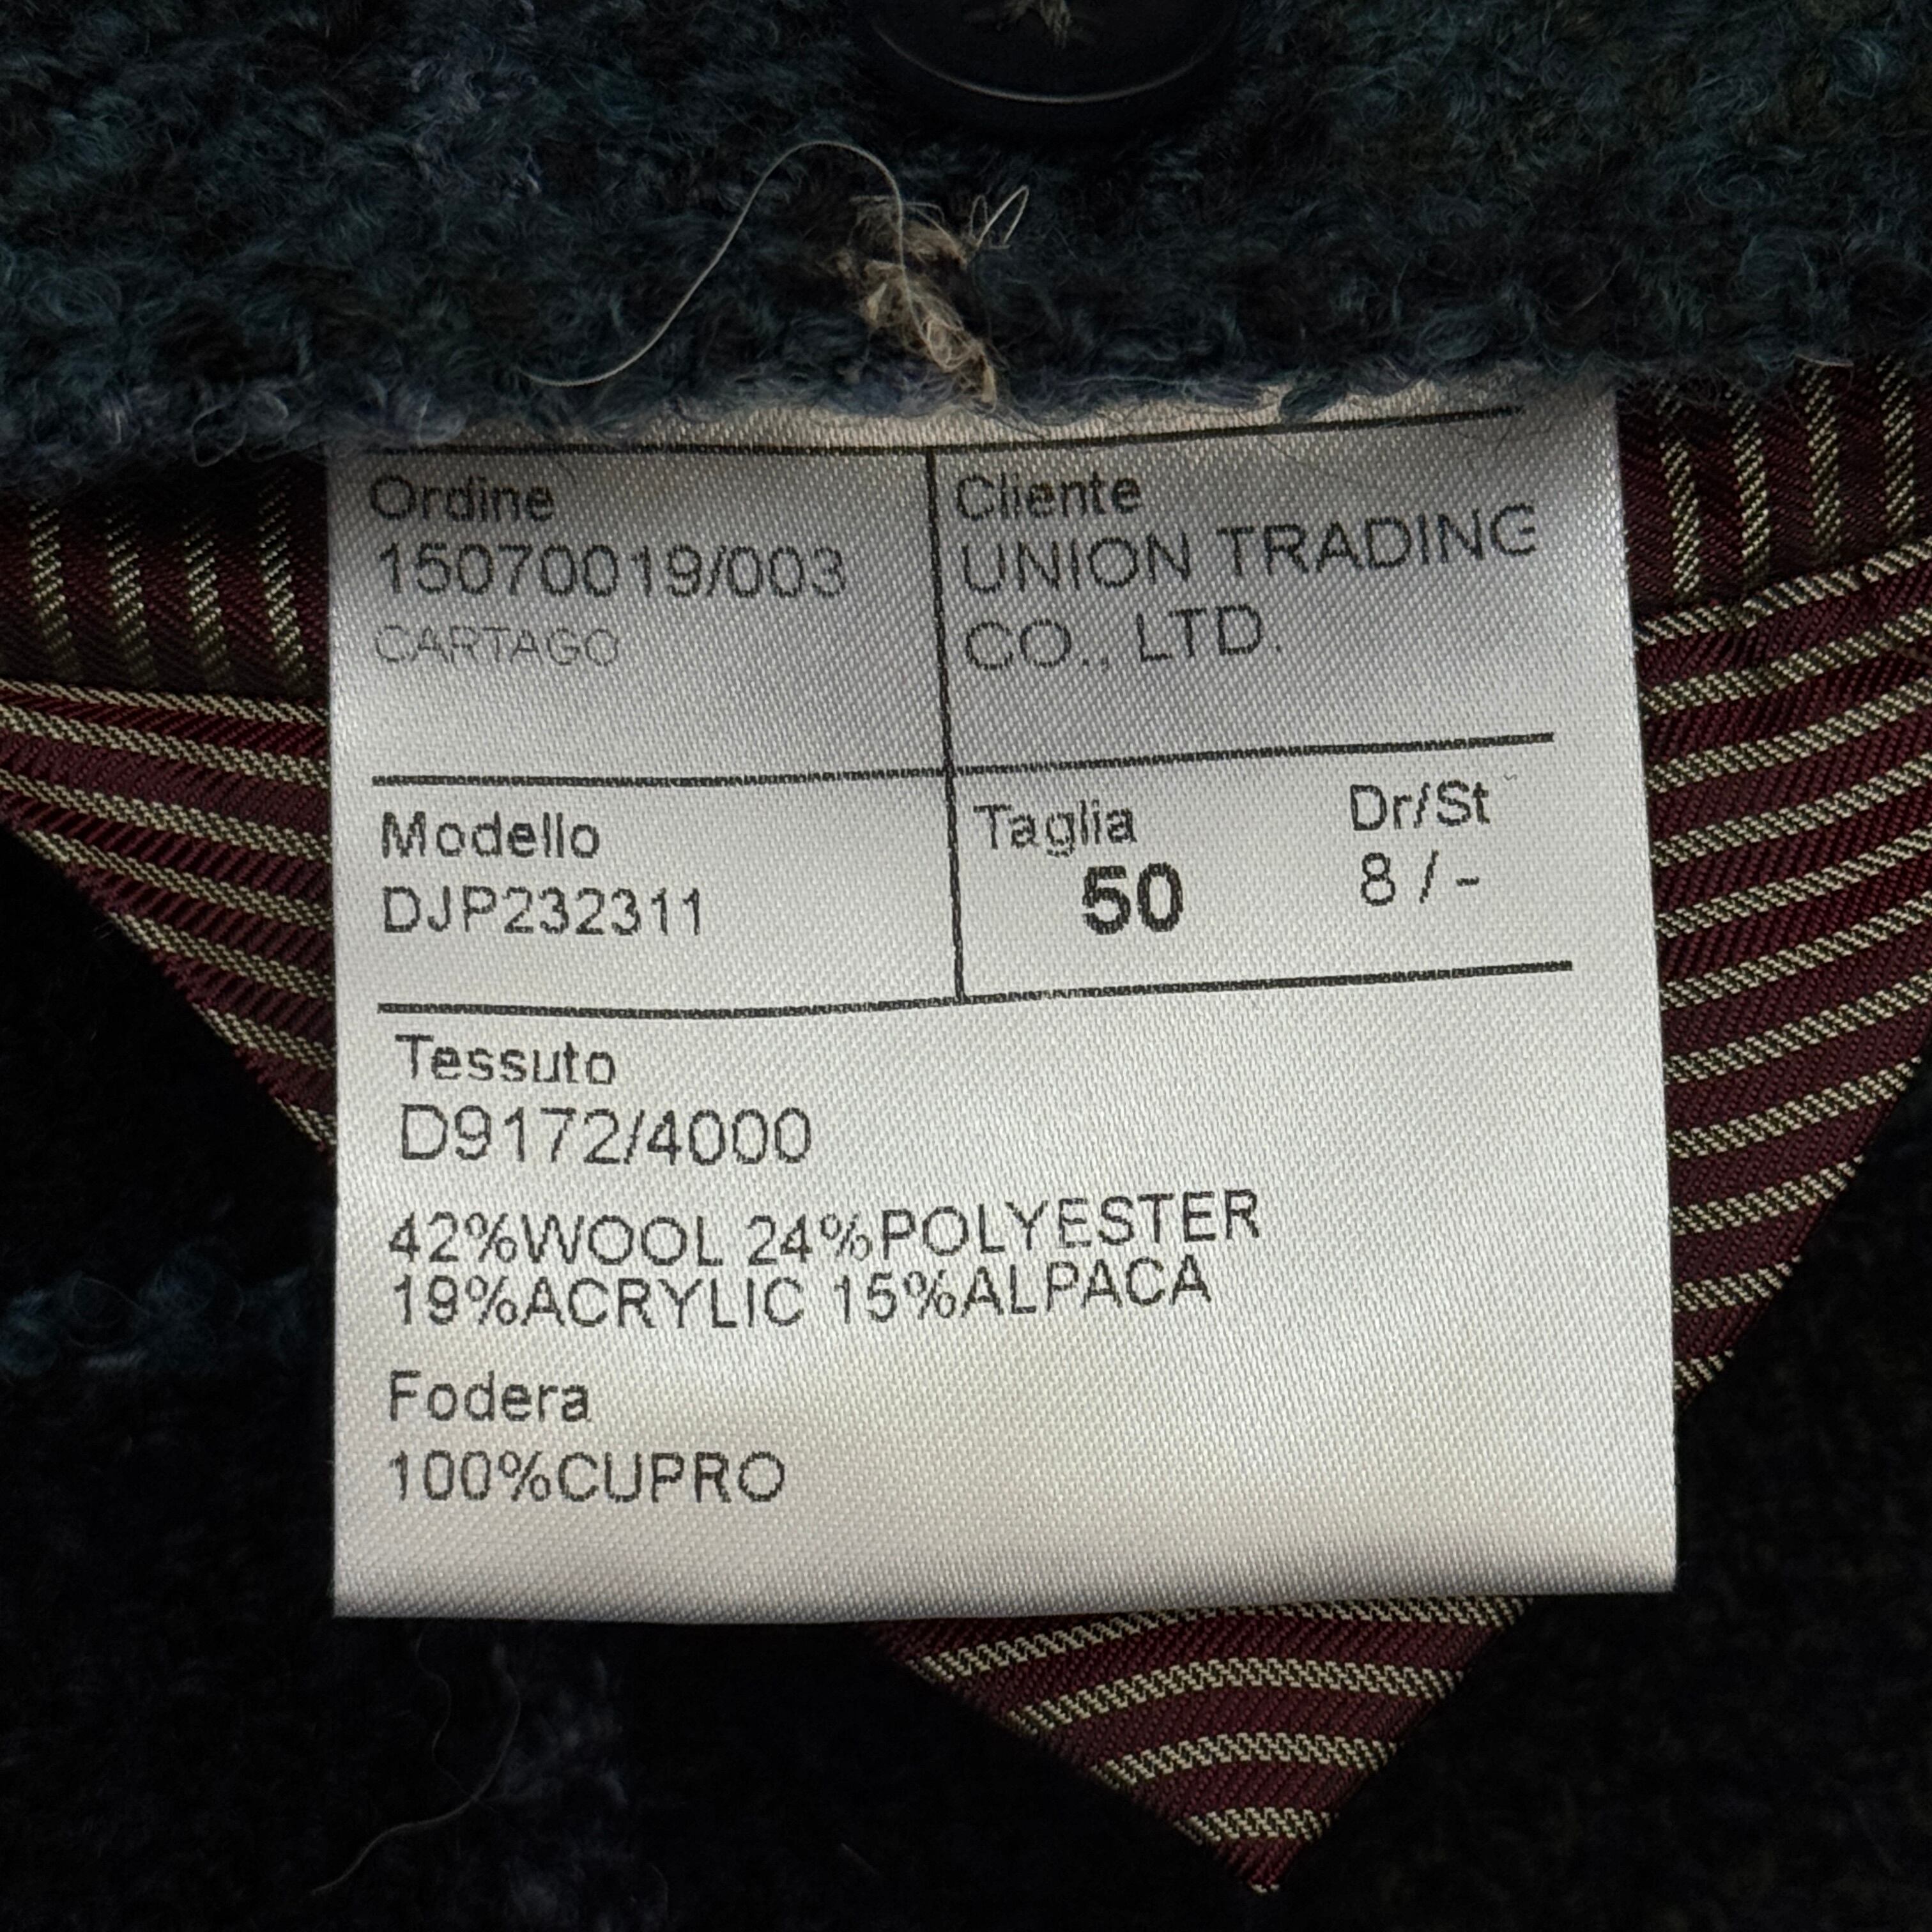 Ordine
15070019/003
CARTAGO
Cliente
UNION TRADING
CO., LTD.
Modello
DJP232311
Taglia
50
Dr/St
8 / -
Tessuto
D9172/4000
42%WOOL 24%POLYESTER
19%ACRYLIC 15%ALPACA
Fodera
100%CUPRO